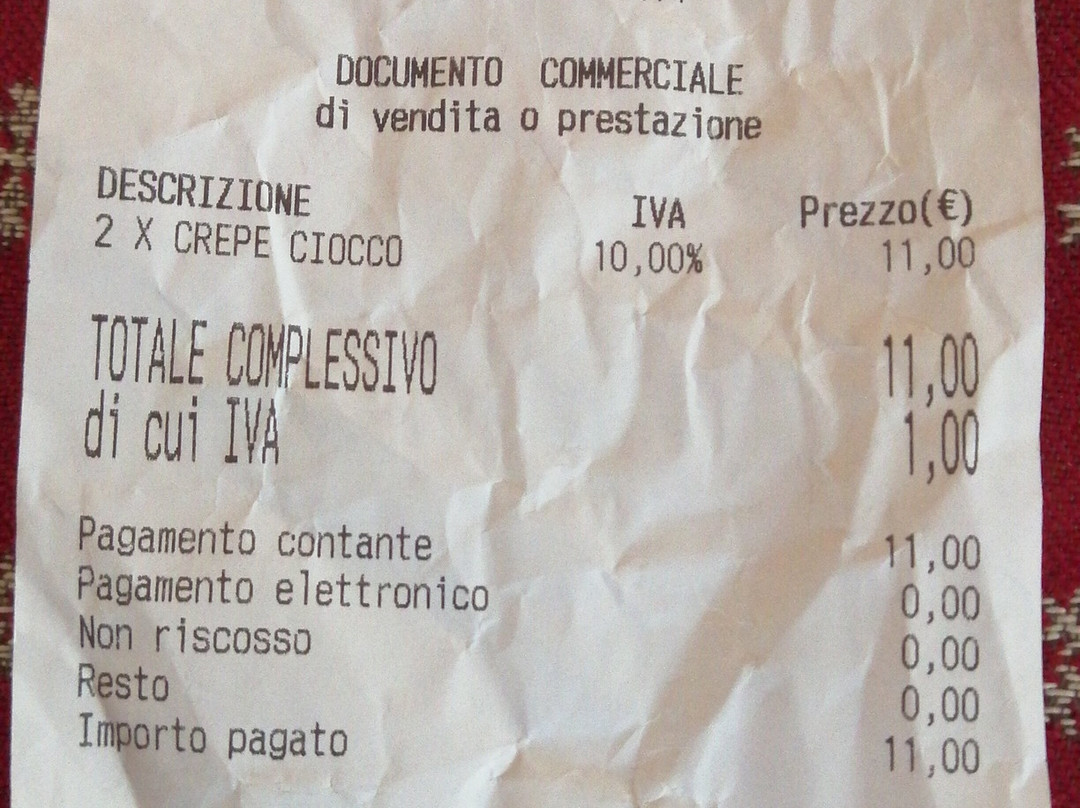 DOCUMENTO COMMERCIALE
di vendita o prestazione
DESCRIZIONE IVA Prezzo(€)
2 X CREPE CIOCCO 10,00% 11,00
TOTALE COMPLESSIVO 11,00
di cui IVA 1,00
Pagamento contante 11,00
Pagamento elettronico 0,00
Non riscosso 0,00
Resto 0,00
Importo pagato 11,00